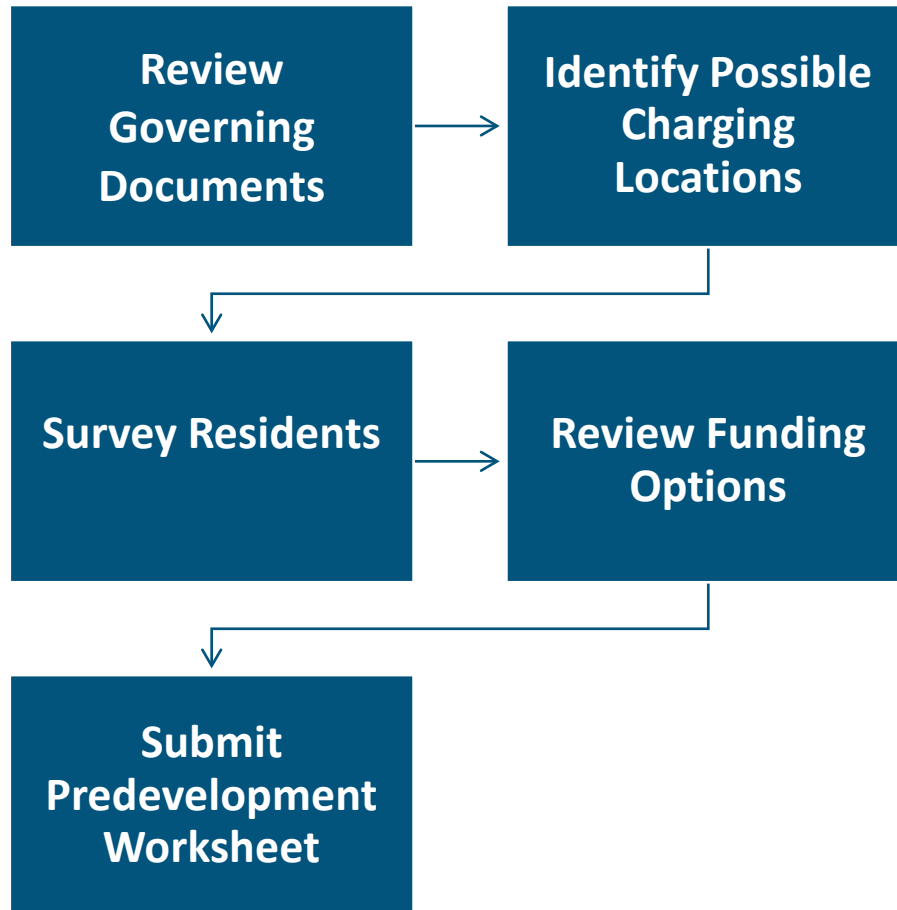 Review
Governing
Documents
Identify Possible
Charging
Locations
Survey Residents
Review Funding
Options
Submit
Predevelopment
Worksheet